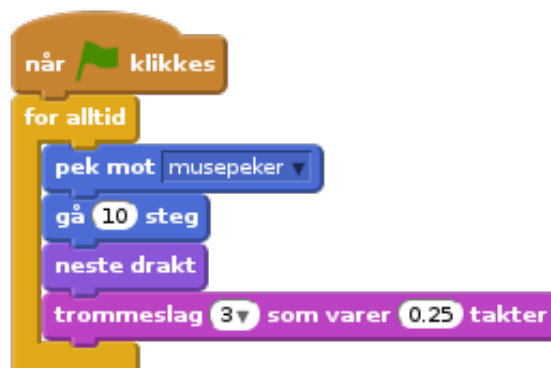 når klikkes
for alltid
pek mot musepeker
gå 10 steg
neste drakt
trommeslag 3 som varer 0.25 takter